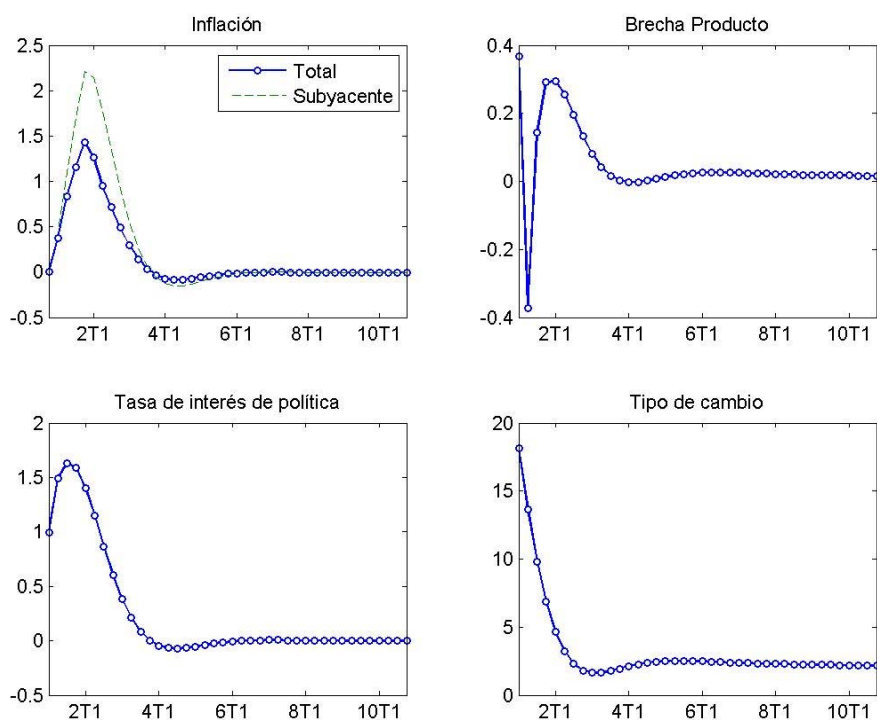 Inflación
2.5
2
1.5
1
0.5
0
-0.5
2T1 4T1 6T1 8T1 10T1
Total
Subyacente
Brecha Producto
0.4
0.2
0
-0.2
-0.4
2T1 4T1 6T1 8T1 10T1
Tasa de interés de política
2
1.5
1
0.5
0
-0.5
2T1 4T1 6T1 8T1 10T1
Tipo de cambio
20
15
10
5
0
2T1 4T1 6T1 8T1 10T1